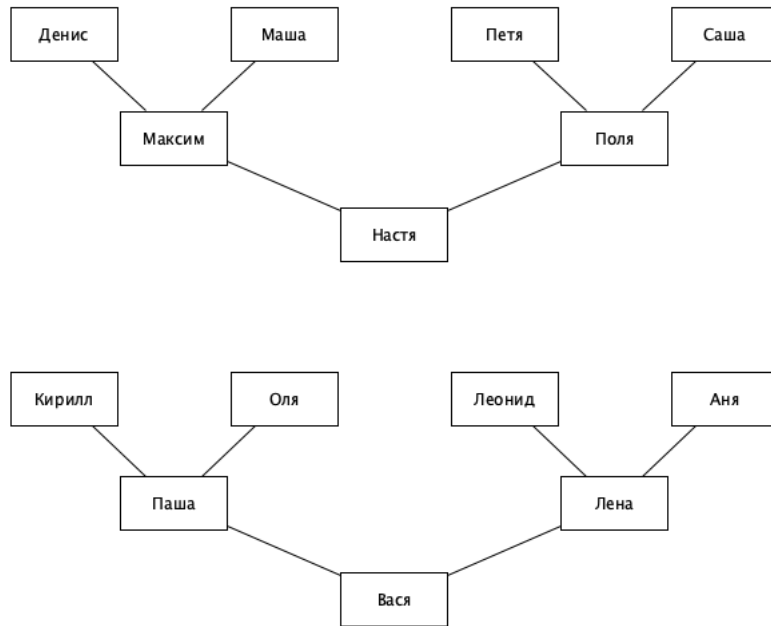 Денис Маша Петя Саша
Максим Поля
Настя
Кирилл Оля Леонид Аня
Паша Лена
Вася